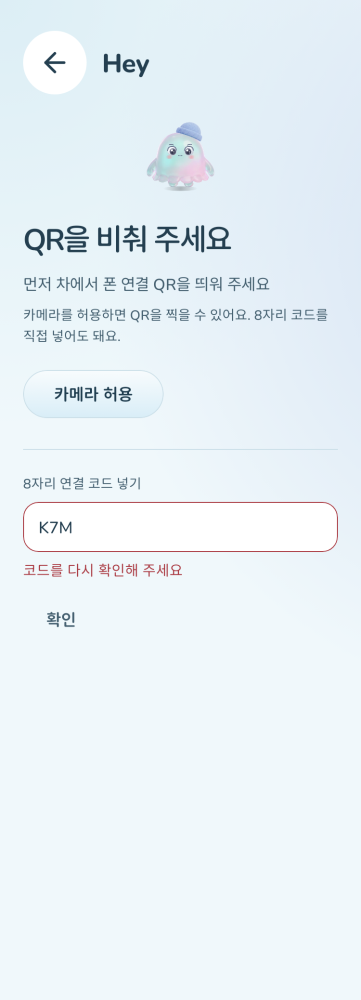 Hey
QR을 비춰 주세요
먼저 차에서 폰 연결 QR을 띄워 주세요
카메라를 허용하면 QR을 찍을 수 있어요. 8자리 코드를
직접 넣어도 돼요.
카메라 허용
8자리 연결 코드 넣기
K7M
코드를 다시 확인해 주세요
확인